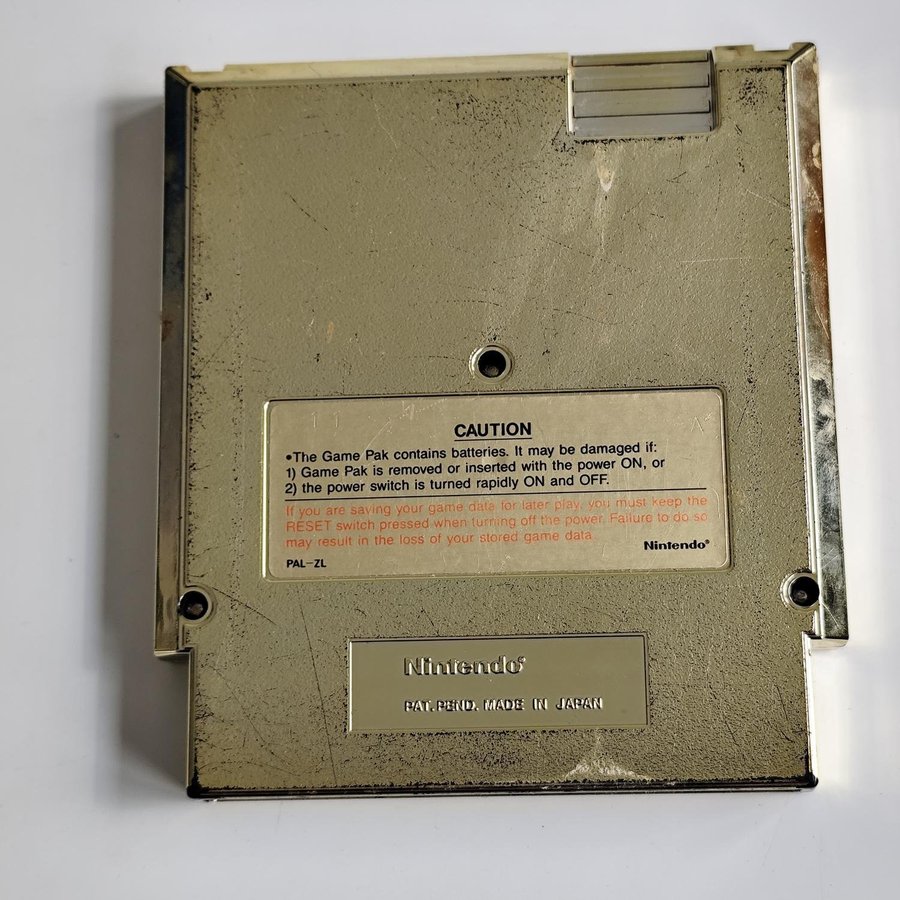 CAUTION
•The Game Pak contains batteries. It may be damaged if:
1) Game Pak is removed or inserted with the power ON, or
2) the power switch is turned rapidly ON and OFF.
If you are saving your game data for later play, you must keep the
RESET switch pressed when turning off the power. Failure to do so
may result in the loss of your stored game data.
Nintendo®
PAL-ZL
Nintendo®
PAT. PEND. MADE IN JAPAN